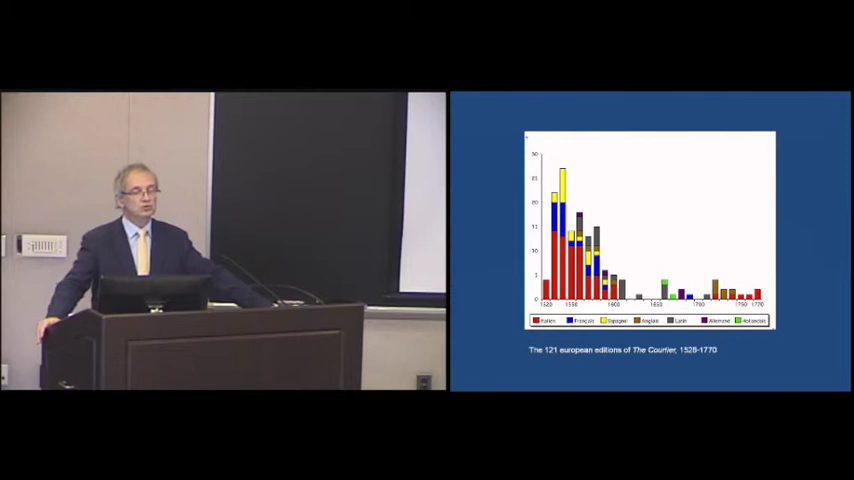 30
25
20
15
10
5
0
1520 1550 1600 1650 1700 1750 1770
Italien Français Espagnol Anglais Latin Allemand Hollandais
The 121 european editions of The Courtier, 1528-1770